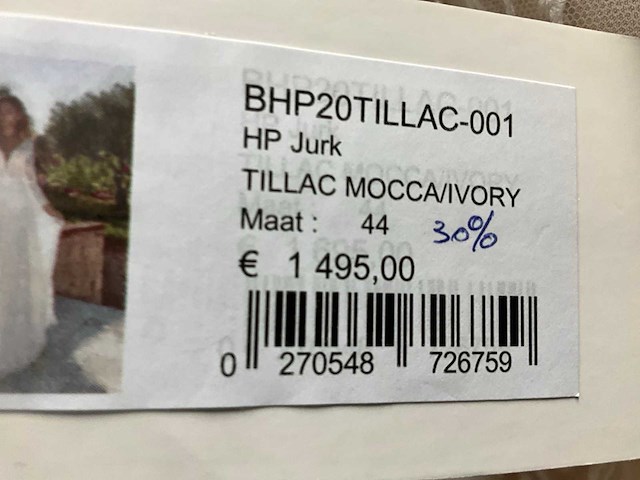 BHP20TILLAC-001
HP Jurk
TILLAC MOCCA/IVORY
Maat : 44 30%
€ 1 495,00
0 270548 726759